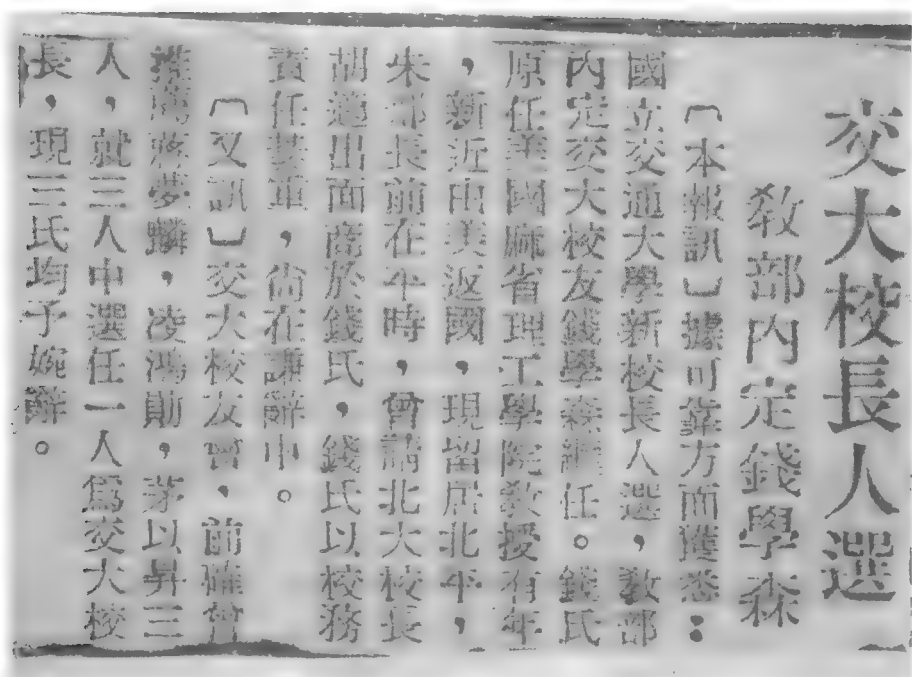 交大校長人選
教部內定錢學森
〔本報訊〕據可靠方面獲悉：
國立交通大學新校長人選，教部
內定交大校友錢學森繼任。錢氏
原任美國麻省理工學院教授有年
，新近由美返國，現留居北平，
朱部長前在平時，曾請北大校長
胡適出面商於錢氏，錢氏以校務
責任綦重，尙在謙辭中。
〔又訊〕交大校友會，前確曾
推薦蔣夢麟，凌鴻勛，茅以昇三
人，就三人中選任一人爲交大校
長，現三氏均予婉辭。